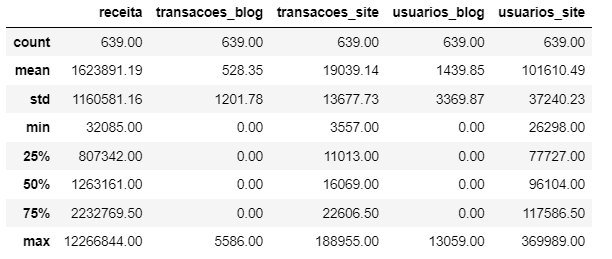 receita transacoes_blog transacoes_site usuarios_blog usuarios_site
count 639.00 639.00 639.00 639.00 639.00
mean 1623891.19 528.35 19039.14 1439.85 101610.49
std 1160581.16 1201.78 13677.73 3369.87 37240.23
min 32085.00 0.00 3557.00 0.00 26298.00
25% 807342.00 0.00 11013.00 0.00 77727.00
50% 1263161.00 0.00 16069.00 0.00 96104.00
75% 2232769.50 0.00 22606.50 0.00 117586.50
max 12266844.00 5586.00 188955.00 13059.00 369989.00